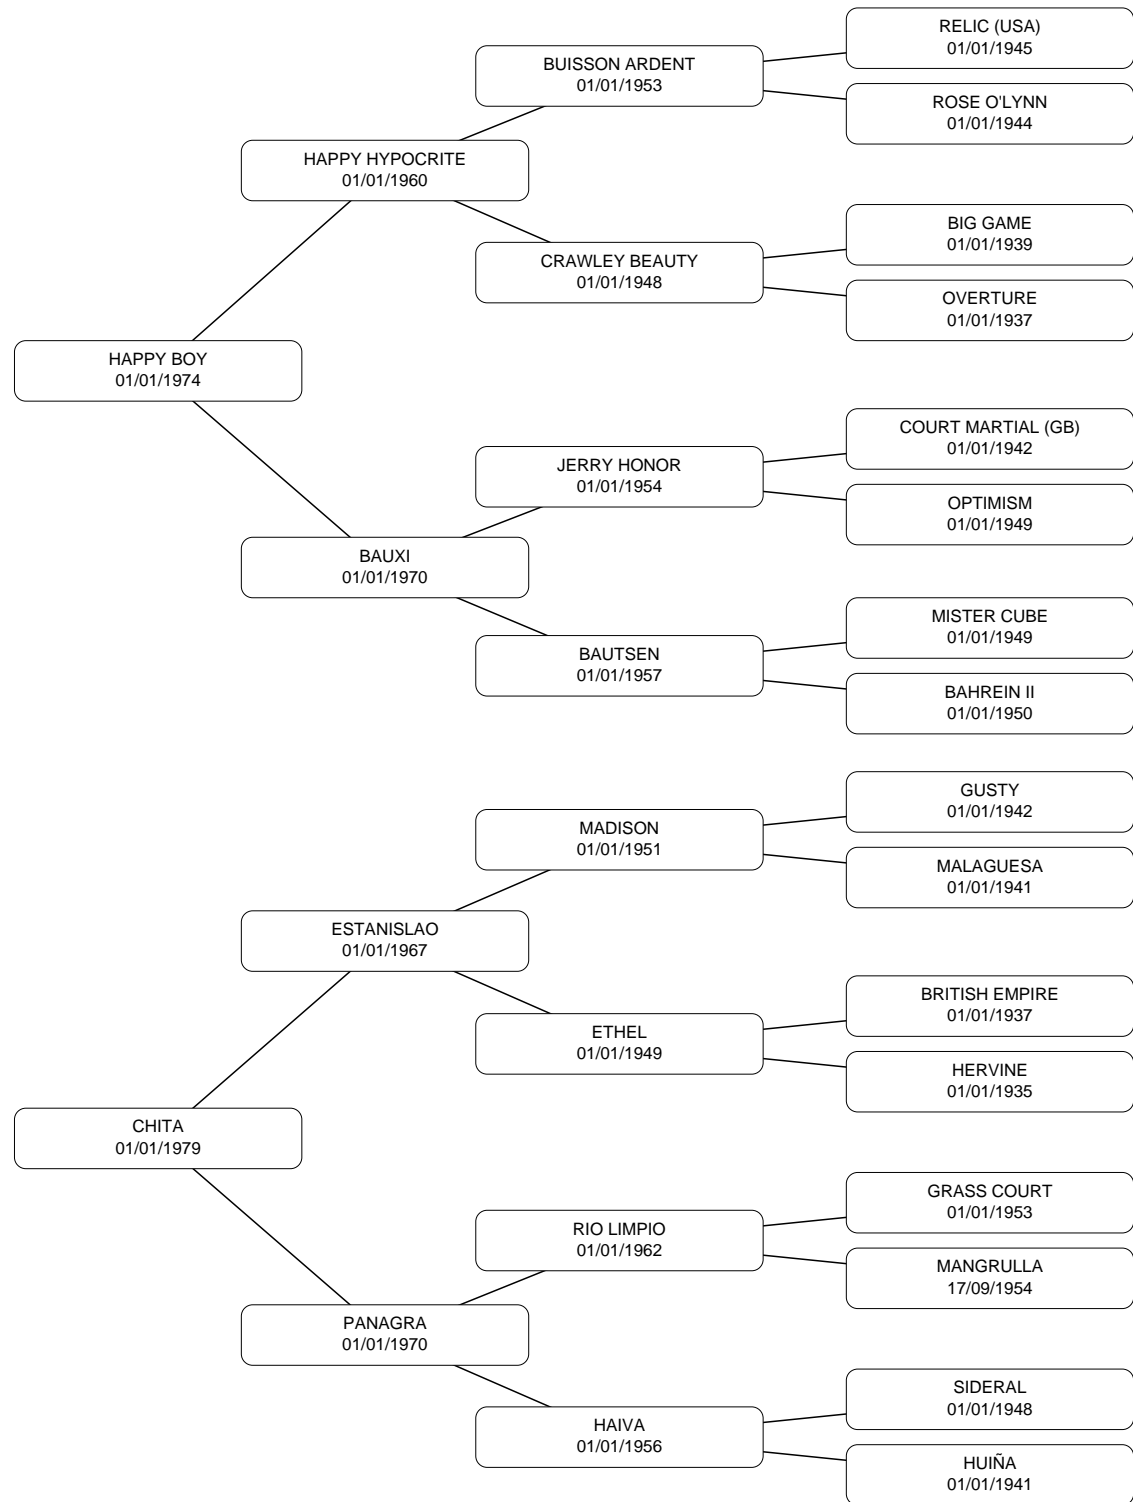 RELIC (USA)
01/01/1945
BUISSON ARDENT
01/01/1953
ROSE O'LYNN
01/01/1944
HAPPY HYPOCRITE
01/01/1960
BIG GAME
01/01/1939
CRAWLEY BEAUTY
01/01/1948
OVERTURE
01/01/1937
HAPPY BOY
01/01/1974
COURT MARTIAL (GB)
01/01/1942
JERRY HONOR
01/01/1954
OPTIMISM
01/01/1949
BAUXI
01/01/1970
MISTER CUBE
01/01/1949
BAUTSEN
01/01/1957
BAHREIN II
01/01/1950
GUSTY
01/01/1942
MADISON
01/01/1951
MALAGUESA
01/01/1941
ESTANISLAO
01/01/1967
BRITISH EMPIRE
01/01/1937
ETHEL
01/01/1949
HERVINE
01/01/1935
CHITA
01/01/1979
GRASS COURT
01/01/1953
RIO LIMPIO
01/01/1962
MANGRULLA
17/09/1954
PANAGRA
01/01/1970
SIDERAL
01/01/1948
HAIVA
01/01/1956
HUIÑA
01/01/1941